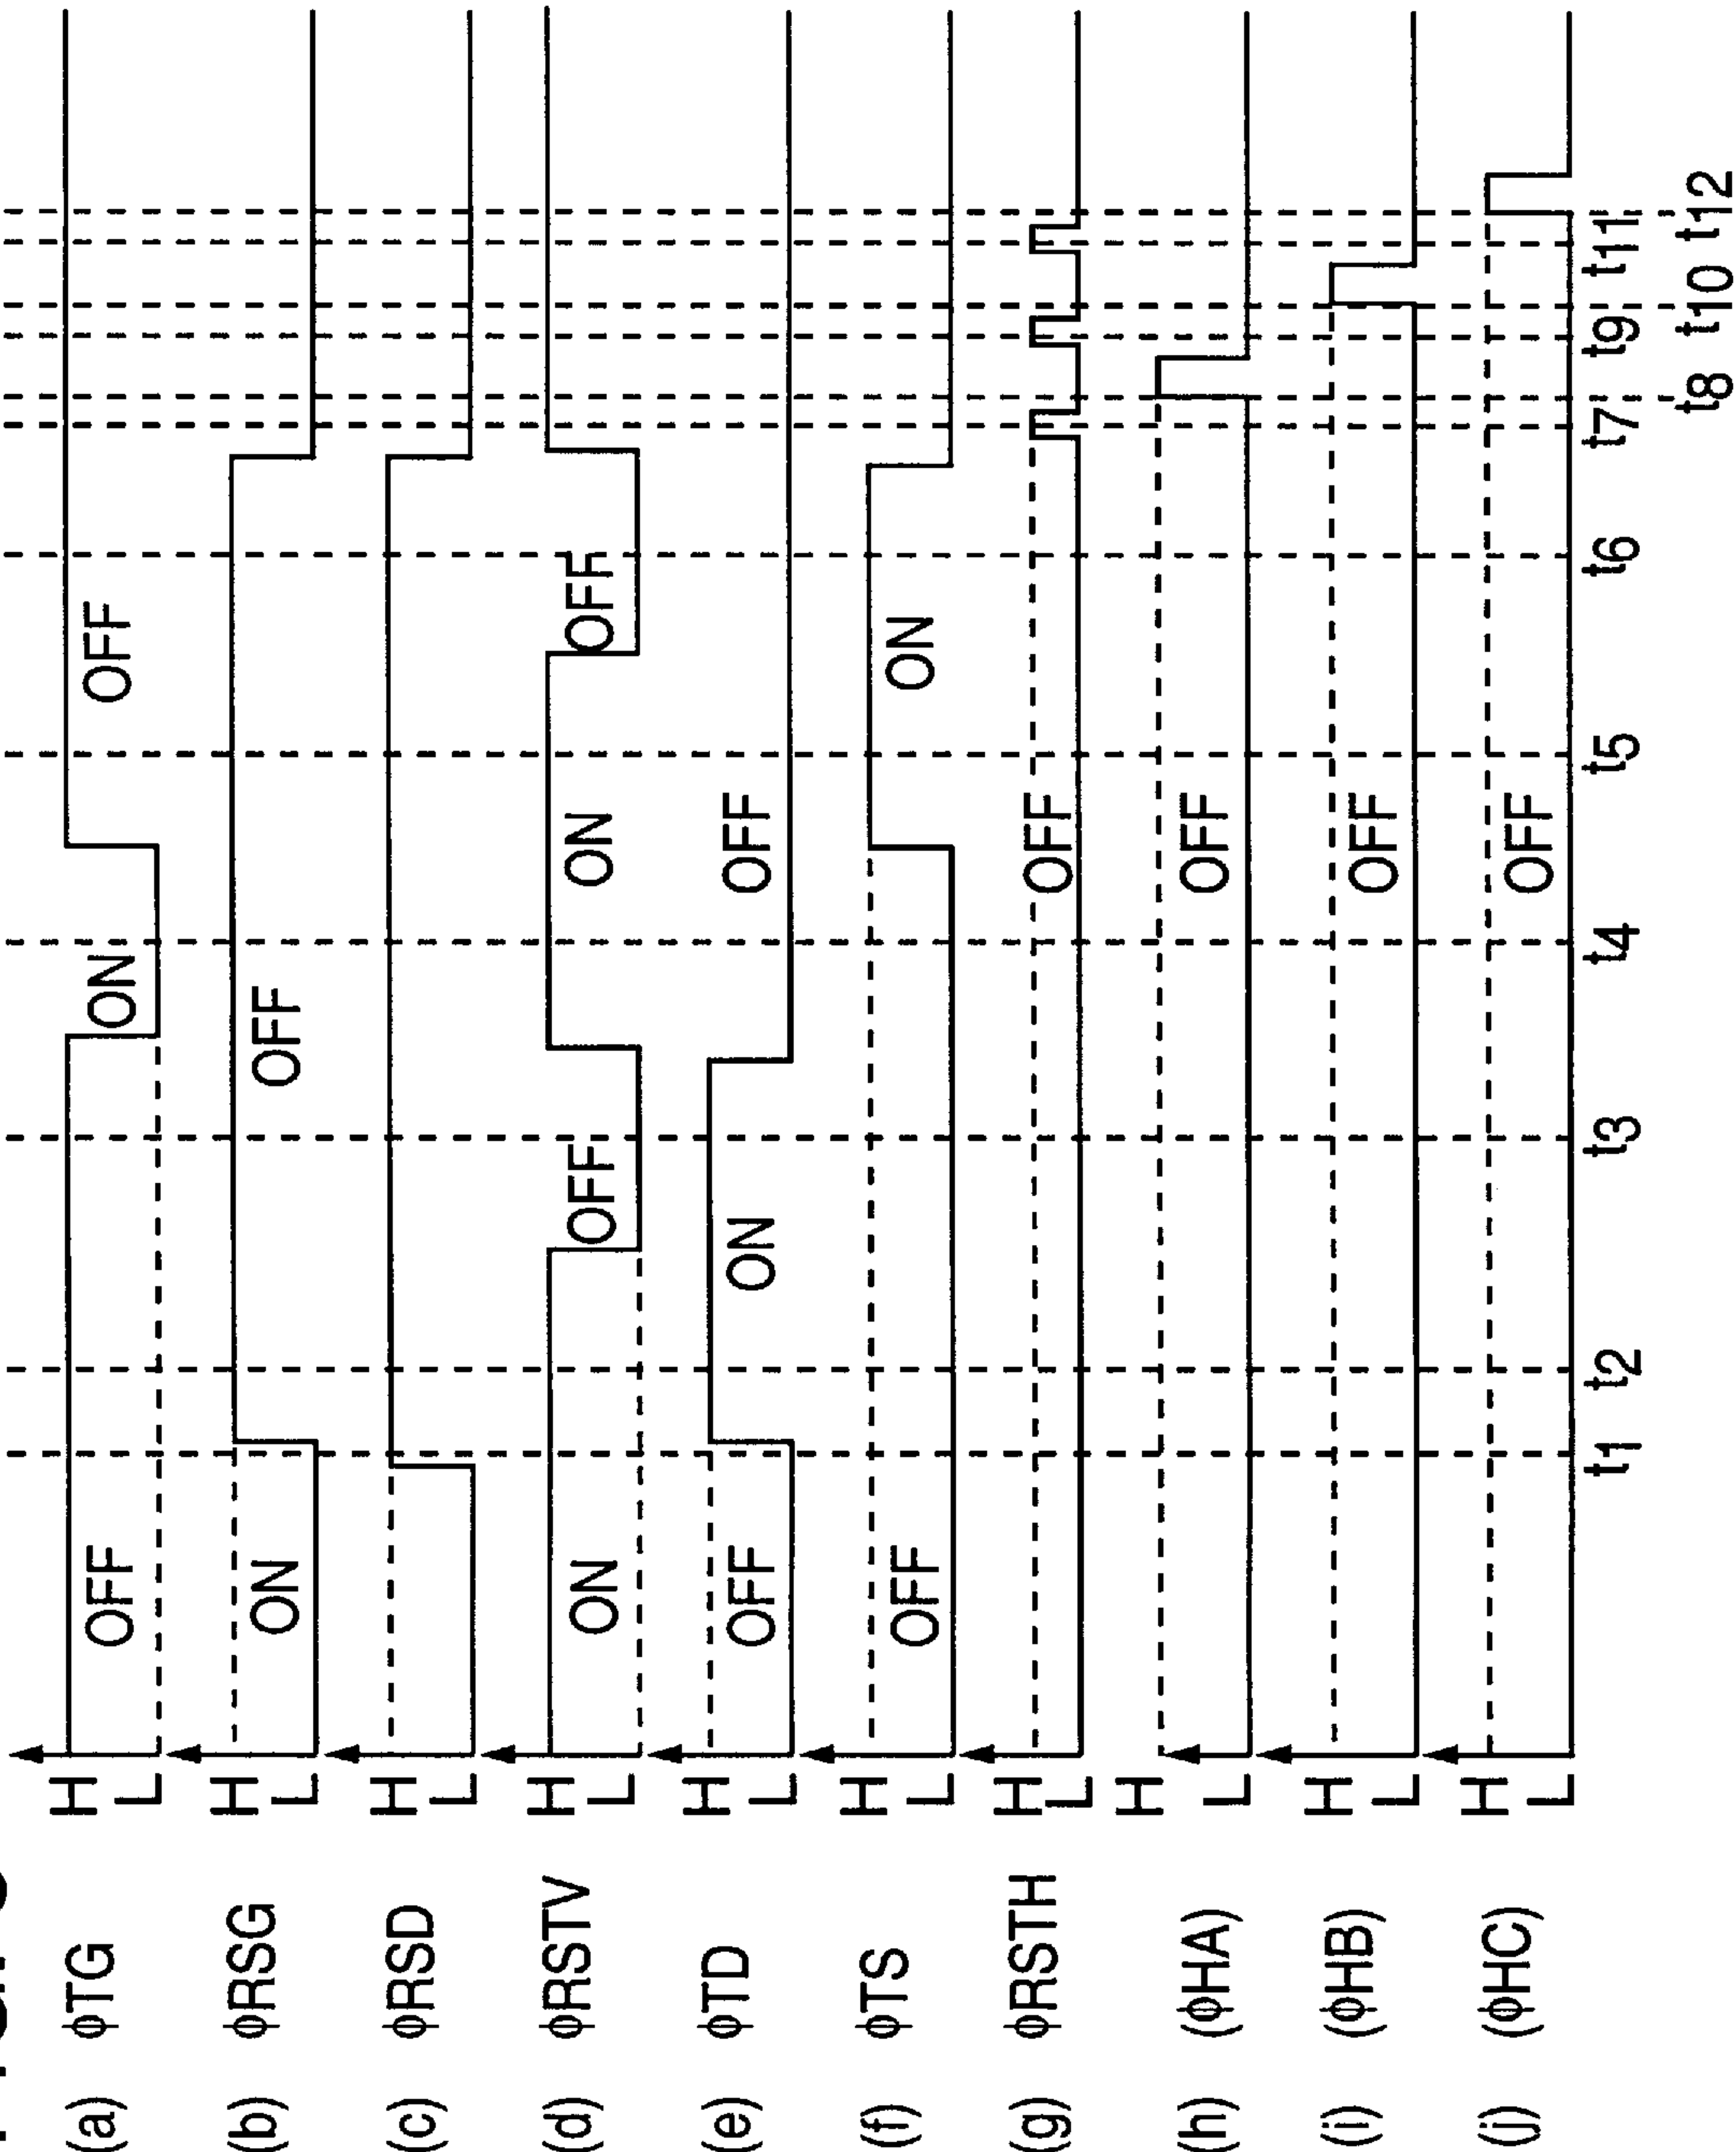 (a) φTG H L OFF ON OFF
(b) φRSG H L ON OFF
(c) φRSD H L
(d) φRSTV H L ON OFF ON OFF
(e) φTD H L OFF ON OFF
(f) φTS H L OFF ON
(g) φRSTH H L OFF
(h) (φHA) H L OFF
(i) (φHB) H L OFF
(j) (φHC) H L OFF
t1 t2 t3 t4 t5 t6 t7 t9 t11
t8 t10 t12